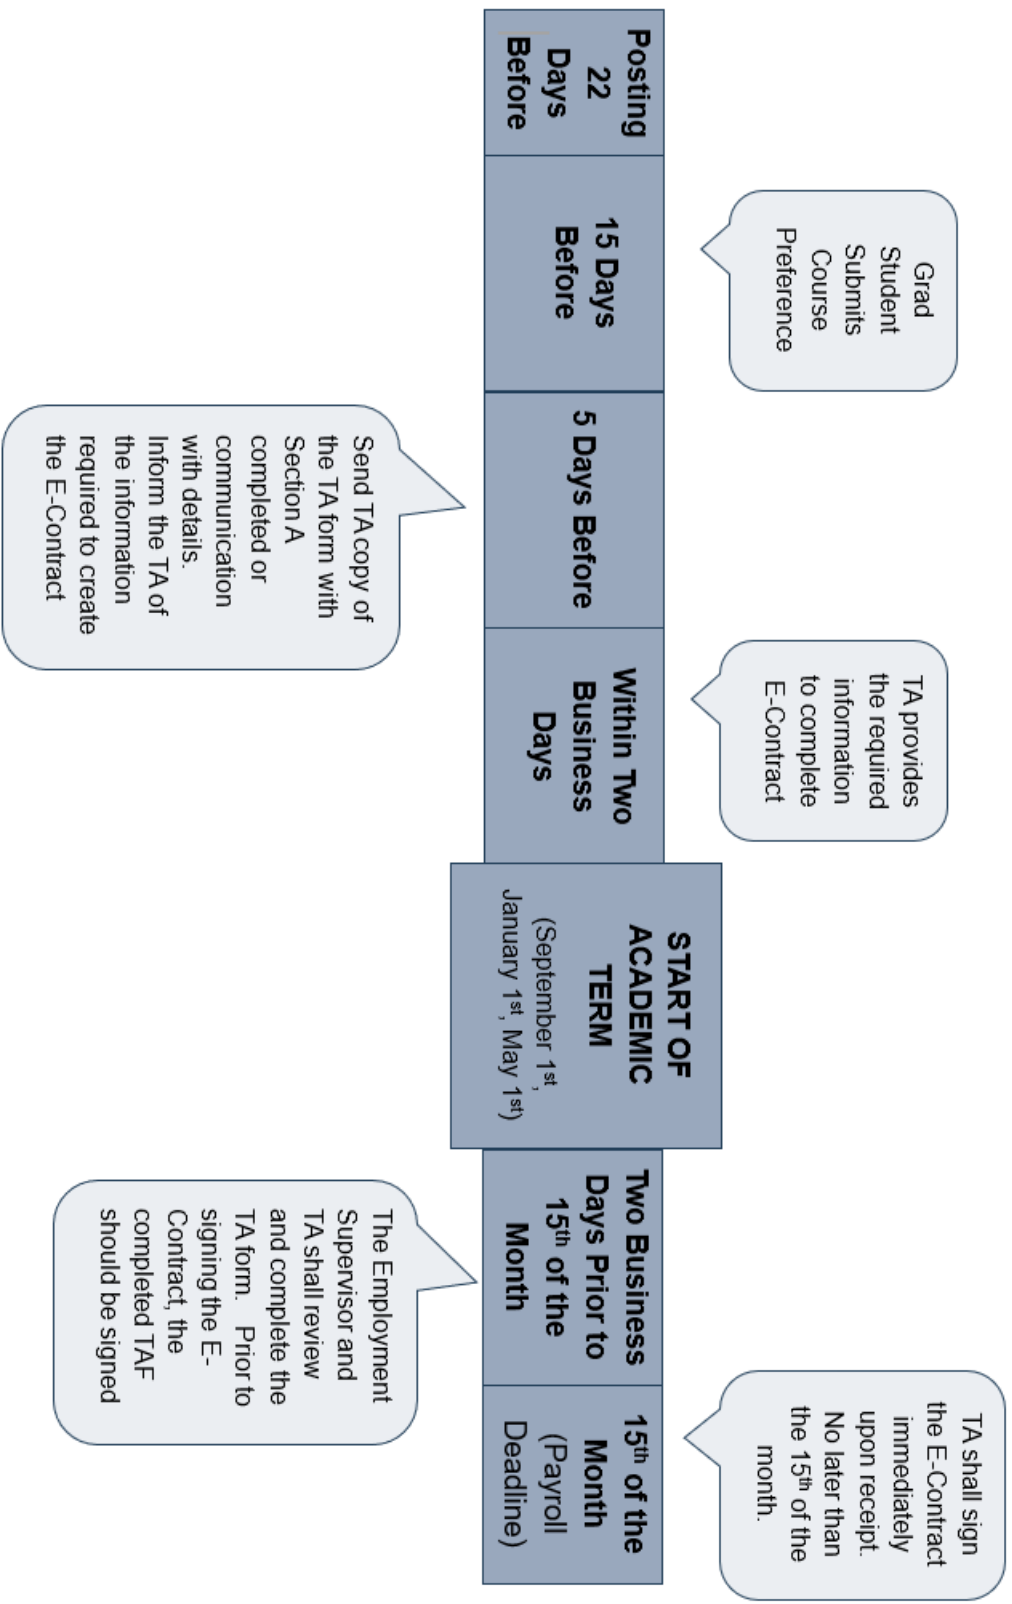 Grad
Student
Submits
Course
Preference
TA provides
the required
information
to complete
E-Contract
TA shall sign
the E-Contract
immediately
upon receipt.
No later than
the 15th of the
month.
Posting
22
Days
Before
15 Days
Before
5 Days Before
Within Two
Business
Days
START OF
ACADEMIC
TERM
(September 1st,
January 1st, May 1st)
Two Business
Days Prior to
15th of the
Month
15th of the
Month
(Payroll
Deadline)
Send TA copy of
the TA form with
Section A
completed or
communication
with details.
Inform the TA of
the information
required to create
the E-Contract
The Employment
Supervisor and
TA shall review
and complete the
TA form. Prior to
signing the E-
Contract, the
completed TAF
should be signed